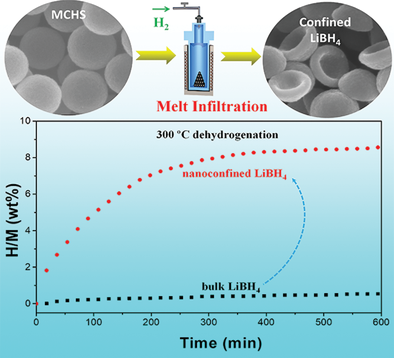 MCHS
H₂
Confined
LiBH₄
Melt Infiltration
300 °C dehydrogenation
nanoconfined LiBH₄
bulk LiBH₄
H/M (wt%)
10
8
6
4
2
0
0 100 200 300 400 500 600
Time (min)